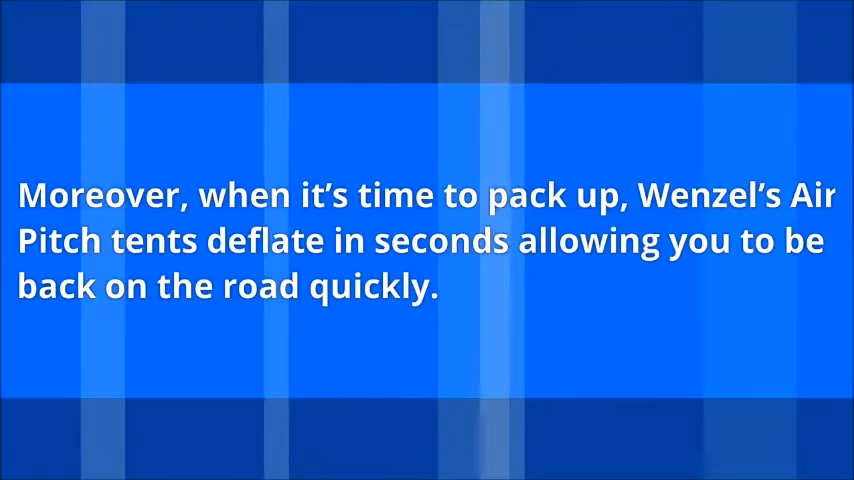 Moreover, when it’s time to pack up, Wenzel’s Air
Pitch tents deflate in seconds allowing you to be
back on the road quickly.